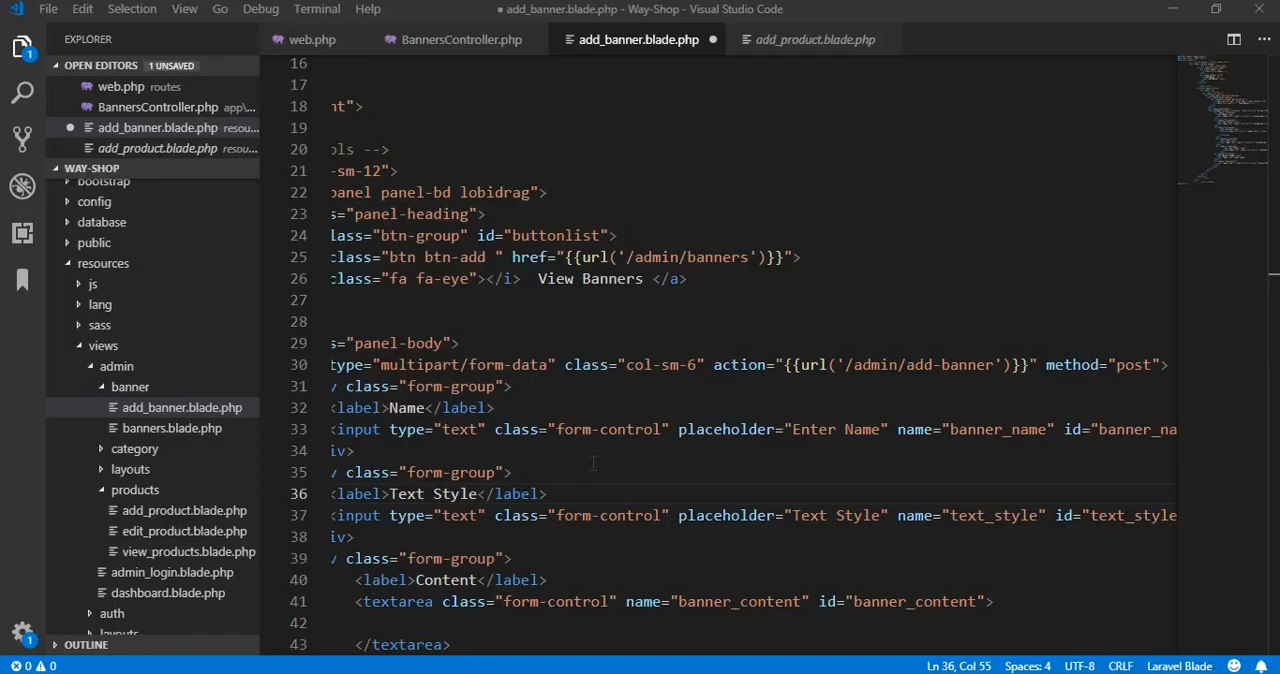 File Edit Selection View Go Debug Terminal Help ● add_banner.blade.php - Way-Shop - Visual Studio Code
EXPLORER
web.php BannersController.php add_banner.blade.php ● add_product.blade.php
OPEN EDITORS 1 UNSAVED
web.php routes
BannersController.php app\...
● add_banner.blade.php resou...
add_product.blade.php resou...
WAY-SHOP
bootstrap
config
database
public
resources
js
lang
sass
views
admin
banner
add_banner.blade.php
banners.blade.php
category
layouts
products
add_product.blade.php
edit_product.blade.php
view_products.blade.php
admin_login.blade.php
dashboard.blade.php
auth
layouts
OUTLINE
16
17
18 nt">
19
20 ols -->
21 -sm-12">
22 panel panel-bd lobidrag">
23 s="panel-heading">
24 lass="btn-group" id="buttonlist">
25 class="btn btn-add " href="{{url('/admin/banners')}}">
26 class="fa fa-eye"></i>  View Banners </a>
27
28
29 s="panel-body">
30 type="multipart/form-data" class="col-sm-6" action="{{url('/admin/add-banner')}}" method="post">
31 v class="form-group">
32 <label>Name</label>
33 <input type="text" class="form-control" placeholder="Enter Name" name="banner_name" id="banner_na
34 iv>
35 v class="form-group">
36 <label>Text Style</label>
37 <input type="text" class="form-control" placeholder="Text Style" name="text_style" id="text_style
38 iv>
39 v class="form-group">
40 <label>Content</label>
41 <textarea class="form-control" name="banner_content" id="banner_content">
42
43 </textarea>
1
1
0 0 Ln 36, Col 55 Spaces: 4 UTF-8 CRLF Laravel Blade